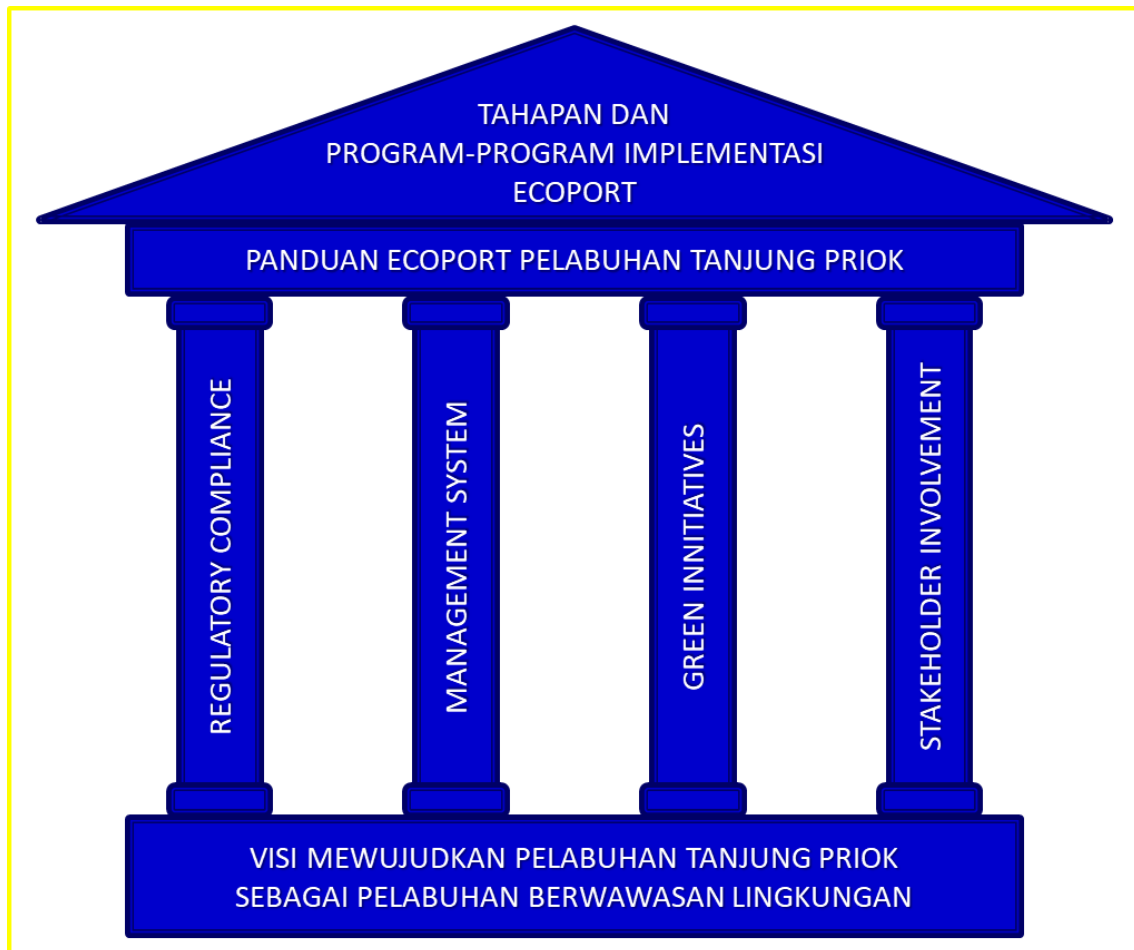 TAHAPAN DAN
PROGRAM-PROGRAM IMPLEMENTASI
ECOPORT
PANDUAN ECOPORT PELABUHAN TANJUNG PRIOK
REGULATORY COMPLIANCE
MANAGEMENT SYSTEM
GREEN INNITIATIVES
STAKEHOLDER INVOLVEMENT
VISI MEWUJUDKAN PELABUHAN TANJUNG PRIOK
SEBAGAI PELABUHAN BERWAWASAN LINGKUNGAN